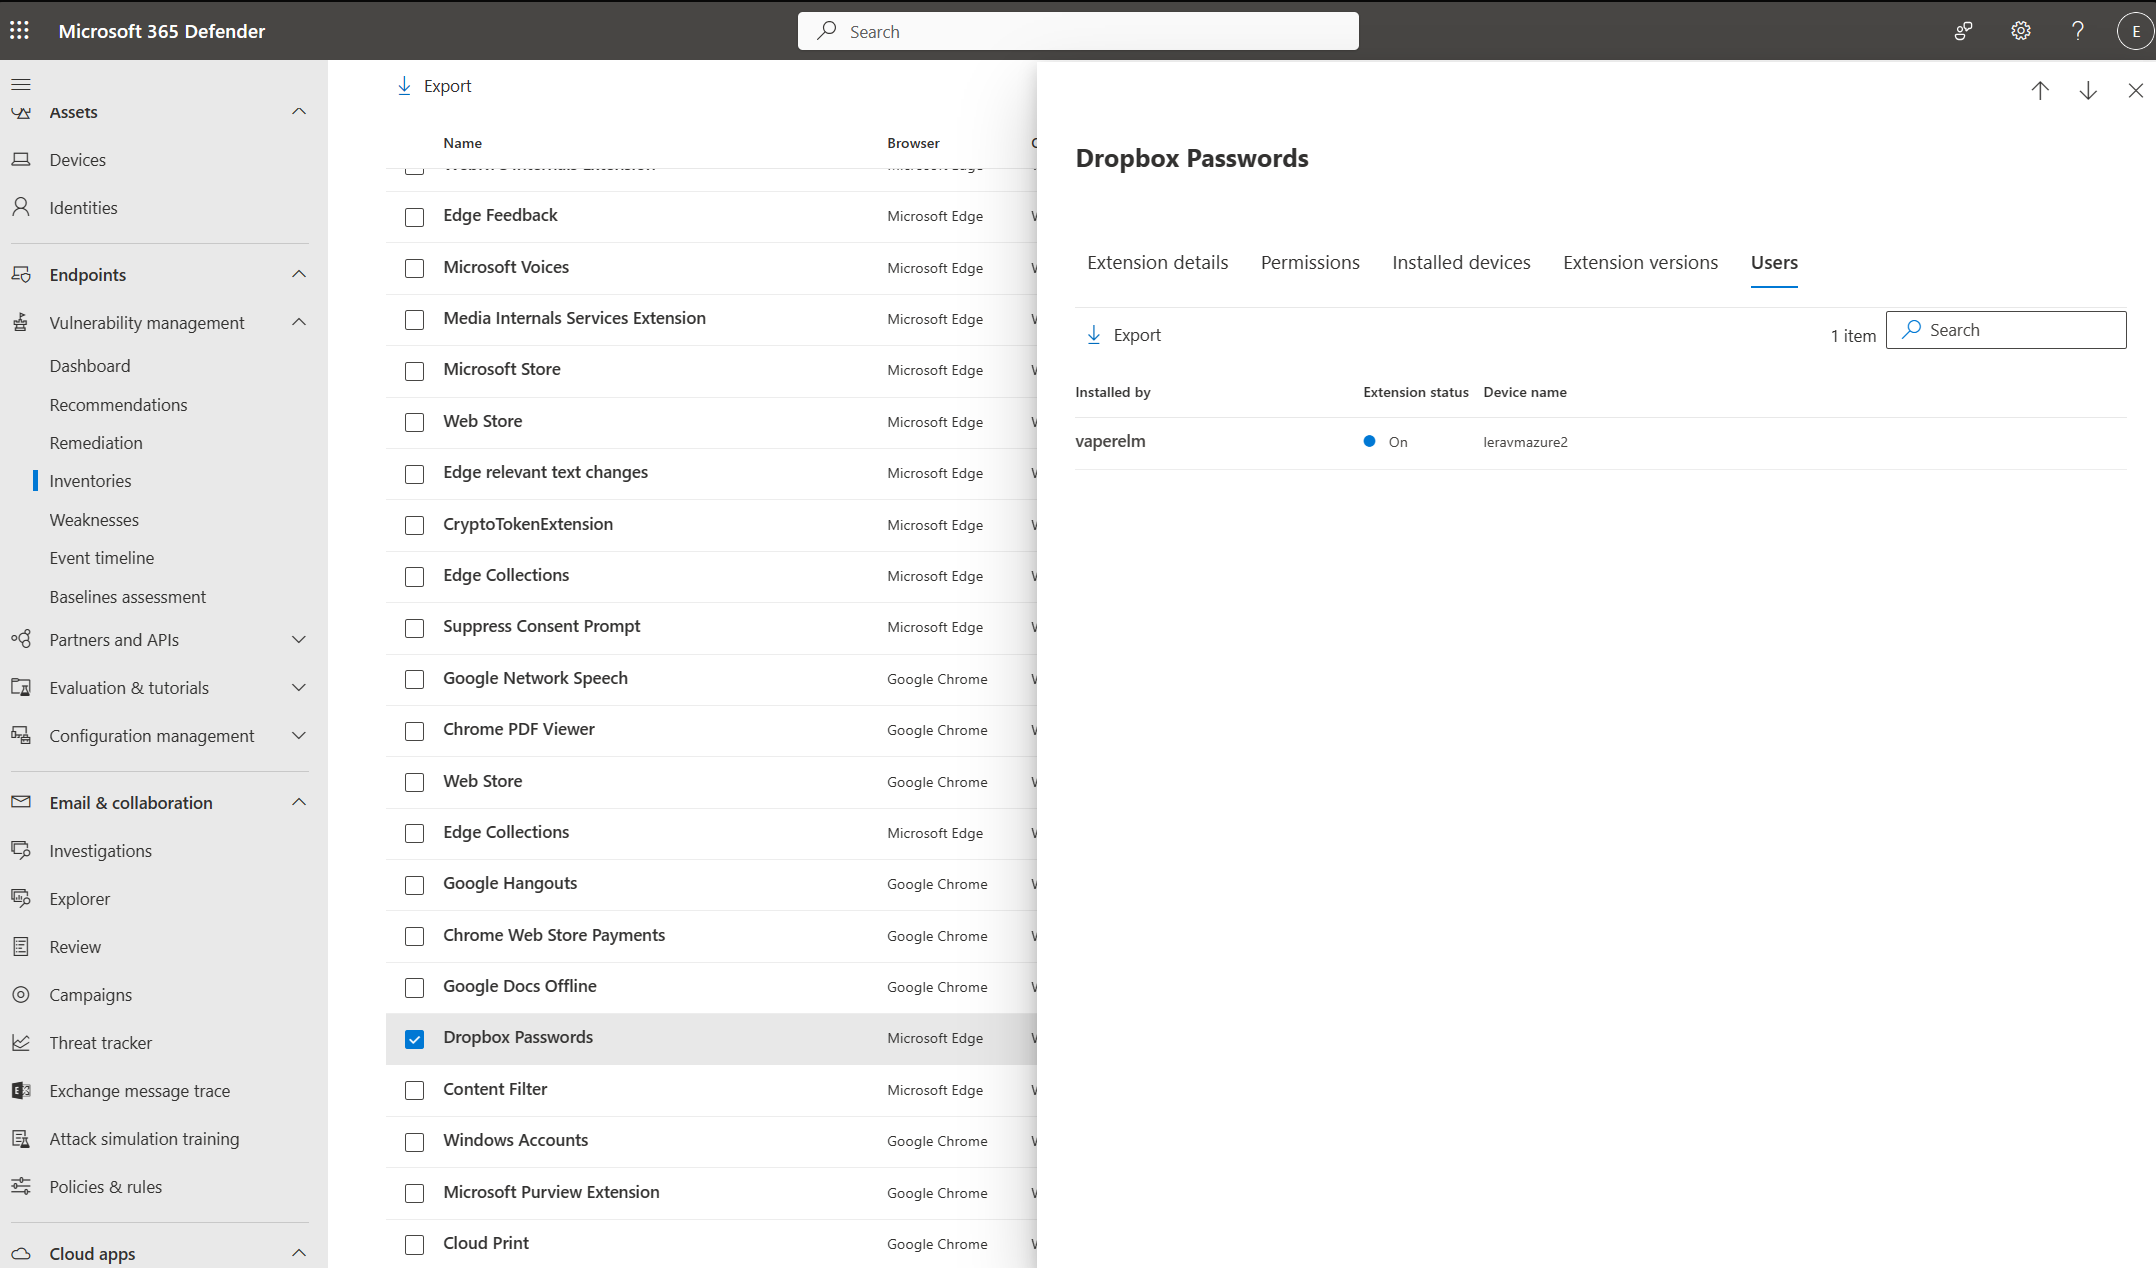 Microsoft 365 Defender
Search
E
Assets
Devices
Identities
Endpoints
Vulnerability management
Dashboard
Recommendations
Remediation
Inventories
Weaknesses
Event timeline
Baselines assessment
Partners and APIs
Evaluation & tutorials
Configuration management
Email & collaboration
Investigations
Explorer
Review
Campaigns
Threat tracker
Exchange message trace
Attack simulation training
Policies & rules
Cloud apps
Export
Name Browser
Edge Feedback Microsoft Edge
Microsoft Voices Microsoft Edge
Media Internals Services Extension Microsoft Edge
Microsoft Store Microsoft Edge
Web Store Microsoft Edge
Edge relevant text changes Microsoft Edge
CryptoTokenExtension Microsoft Edge
Edge Collections Microsoft Edge
Suppress Consent Prompt Microsoft Edge
Google Network Speech Google Chrome
Chrome PDF Viewer Google Chrome
Web Store Google Chrome
Edge Collections Microsoft Edge
Google Hangouts Google Chrome
Chrome Web Store Payments Google Chrome
Google Docs Offline Google Chrome
Dropbox Passwords Microsoft Edge
Content Filter Microsoft Edge
Windows Accounts Google Chrome
Microsoft Purview Extension Google Chrome
Cloud Print Google Chrome
Dropbox Passwords
Extension details Permissions Installed devices Extension versions Users
Export 1 item Search
Installed by Extension status Device name
vaperelm On leravmazure2